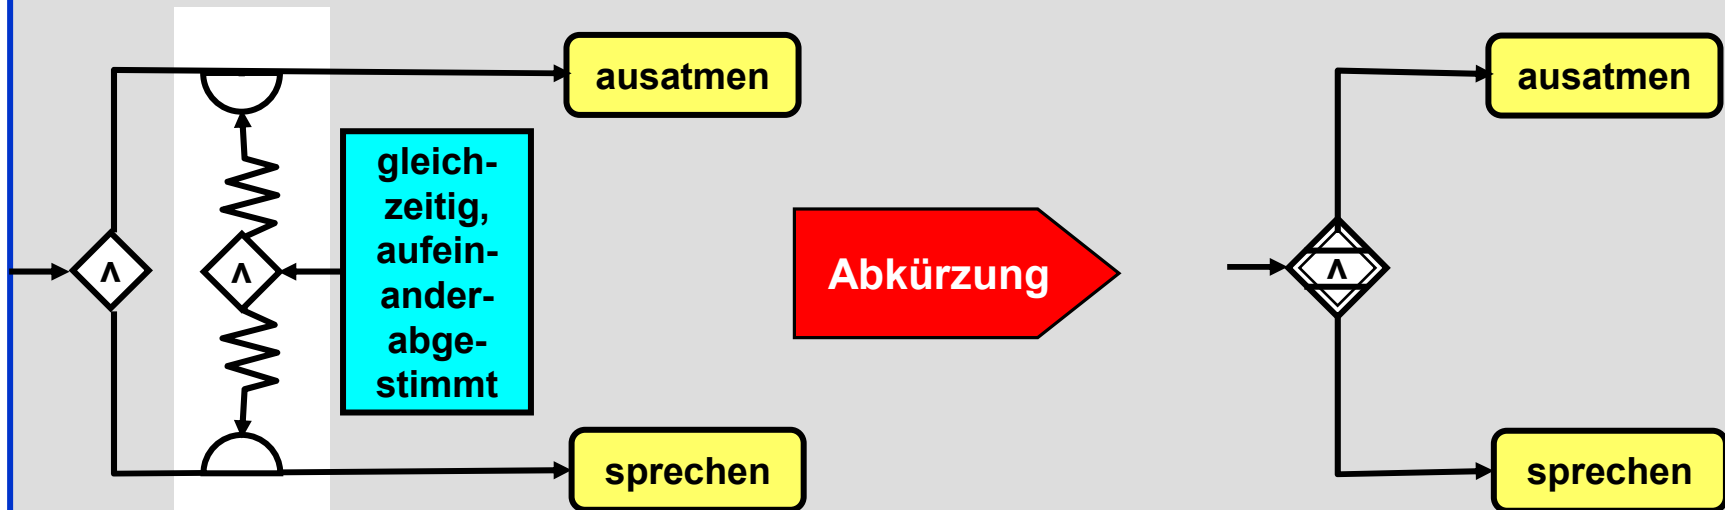 ausatmen
gleich-
zeitig,
aufein-
ander-
abge-
stimmt
∧
∧
sprechen
Abkürzung
ausatmen
∧
sprechen